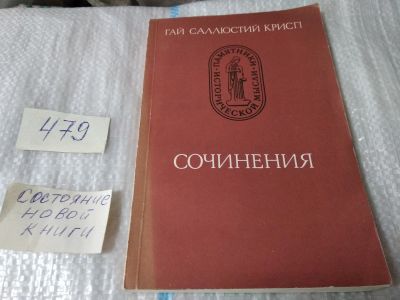 ГАЙ САЛЛЮСТИЙ КРИСП
ПАМЯТНИКИ
ИСТОРИЧЕСКОЙ МЫСЛИ
СОЧИНЕНИЯ
479
Состояние
новой
книги